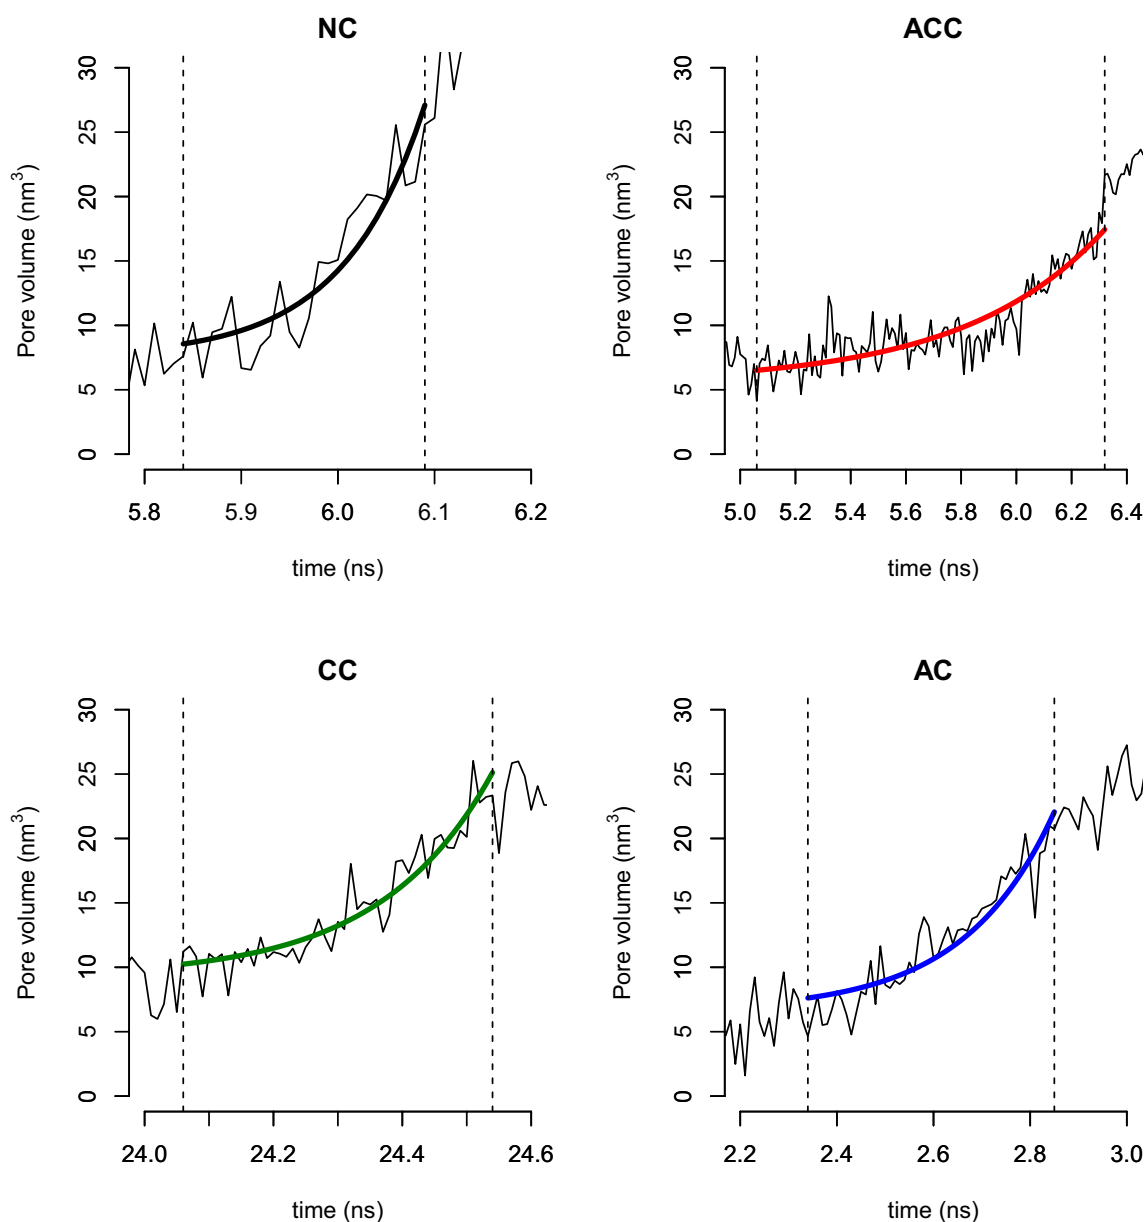 NC
Pore volume (nm³)
30
25
20
15
10
5
0
5.8 5.9 6.0 6.1 6.2
time (ns)
ACC
Pore volume (nm³)
30
25
20
15
10
5
0
5.0 5.2 5.4 5.6 5.8 6.0 6.2 6.4
time (ns)
CC
Pore volume (nm³)
30
25
20
15
10
5
0
24.0 24.2 24.4 24.6
time (ns)
AC
Pore volume (nm³)
30
25
20
15
10
5
0
2.2 2.4 2.6 2.8 3.0
time (ns)